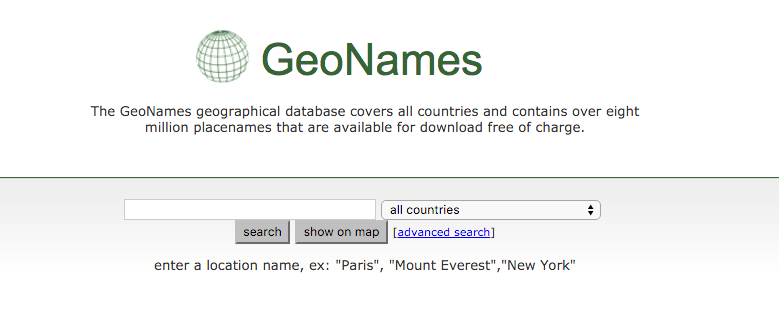 GeoNames
The GeoNames geographical database covers all countries and contains over eight
million placenames that are available for download free of charge.
all countries
search show on map [advanced search]
enter a location name, ex: "Paris", "Mount Everest","New York"